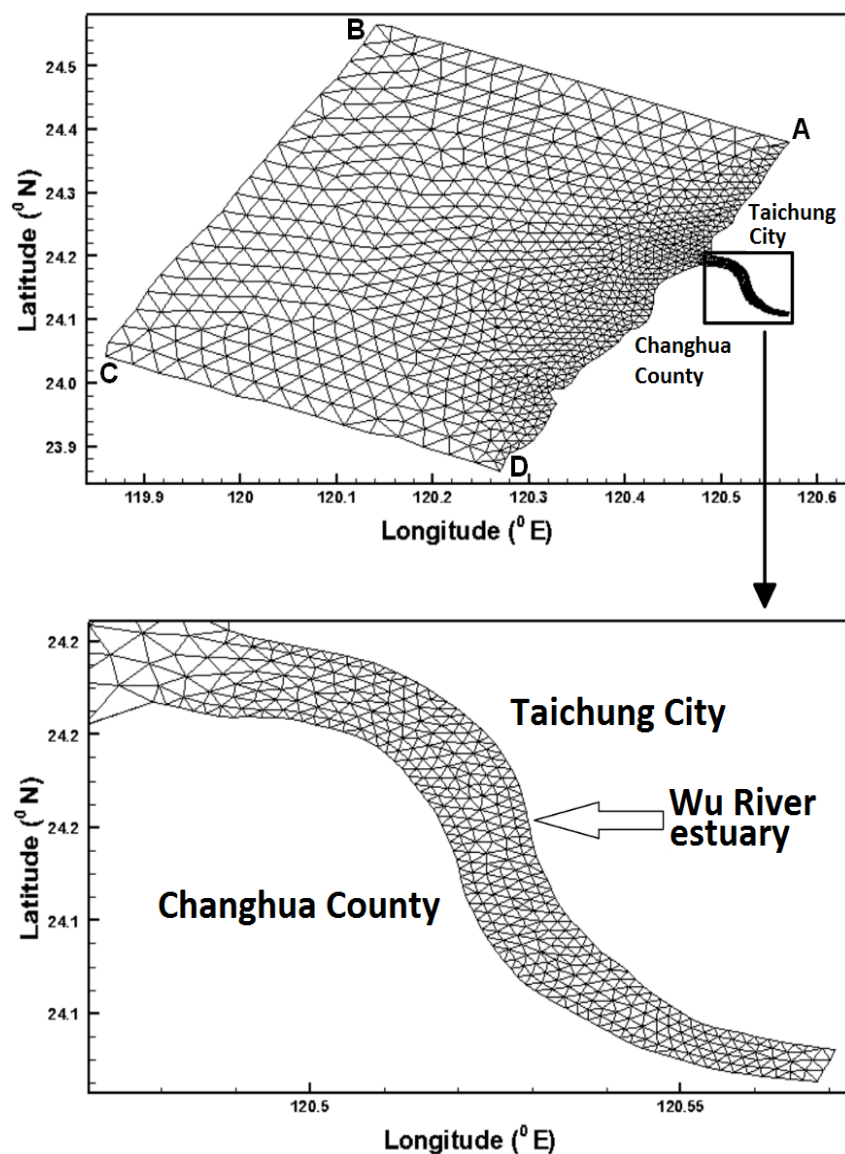 B
A
C
D
24.5
24.4
24.3
24.2
24.1
24.0
23.9
Latitude (⁰ N)
Taichung
City
Changhua
County
119.9 120 120.1 120.2 120.3 120.4 120.5 120.6
Longitude (⁰ E)
24.2
24.2
24.2
24.1
24.1
Latitude (⁰ N)
Taichung City
Wu River
estuary
Changhua County
120.5 120.55
Longitude (⁰ E)